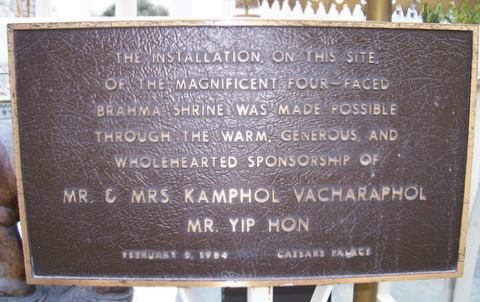 THE INSTALLATION, ON THIS SITE,
OF THE MAGNIFICENT FOUR-FACED
BRAHMA SHRINE, WAS MADE POSSIBLE
THROUGH THE WARM, GENEROUS, AND
WHOLEHEARTED SPONSORSHIP OF
MR. & MRS. KAMPHOL VACHARAPHOL
MR. YIP HON
FEBRUARY 5, 1984 CAESARS PALACE